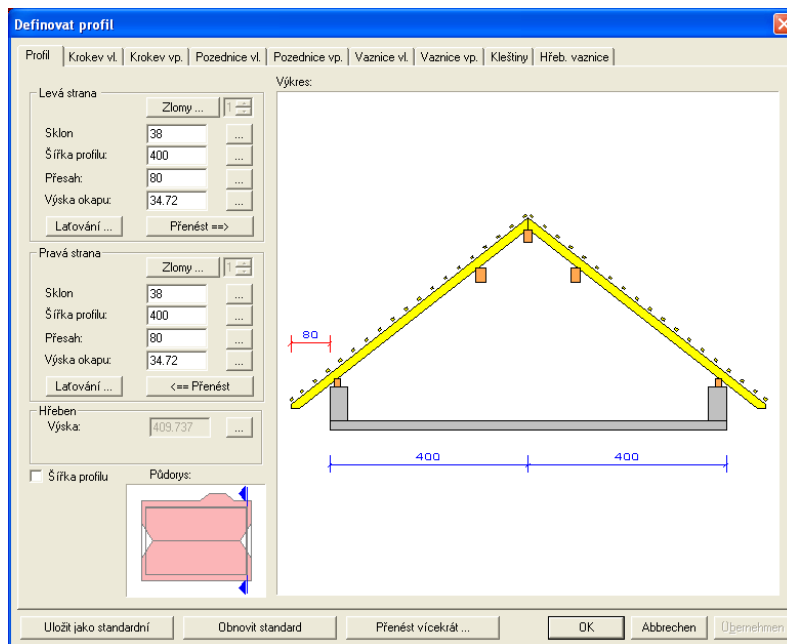 Definovat profil
Profil Krokev vl. Krokev vp. Pozednice vl. Pozednice vp. Vaznice vl. Vaznice vp. Kleštiny Hřeb. vaznice
Levá strana
Zlomy ... 1
Sklon 38 ...
Šířka profilu: 400 ...
Přesah: 80 ...
Výska okapu: 34.72 ...
Laťování ... Přenést ==>
Pravá strana
Zlomy ... 1
Sklon 38 ...
Šířka profilu: 400 ...
Přesah: 80 ...
Výska okapu: 34.72 ...
Laťování ... <== Přenést
Hřeben
Výska: 409.737 ...
Šířka profilu Půdorys:
Výkres:
80
400 400
Uložit jako standardní Obnovit standard Přenést vícekrát ... OK Abbrechen Übernehmen